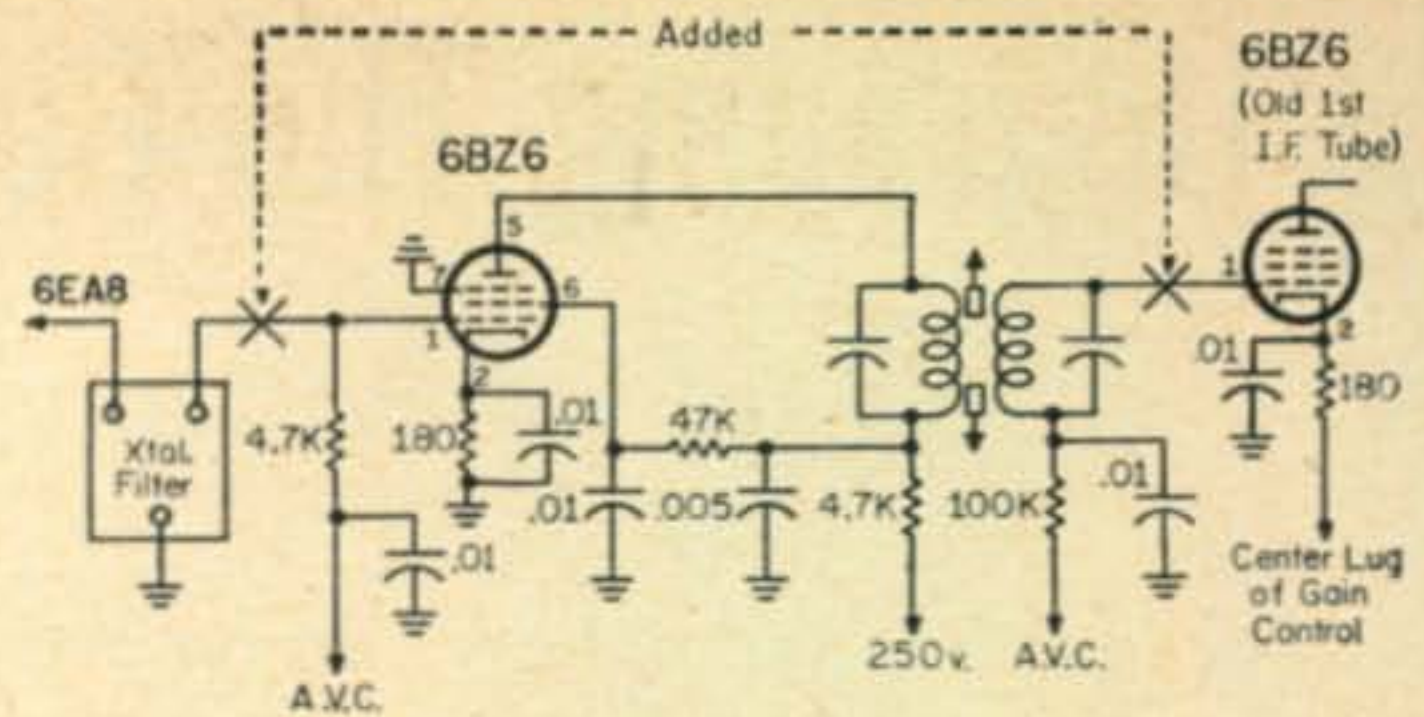 Added
6BZ6
(Old 1st
I.F. Tube)
6BZ6
5
7
6
1
2
6EA8
1
2
Xtal
Filter
4.7K
180
.01
47K
.01
.005
4.7K
100K
.01
.01
180
.01
Center Lug
of Gain
Control
250v.
A.V.C.
A.V.C.